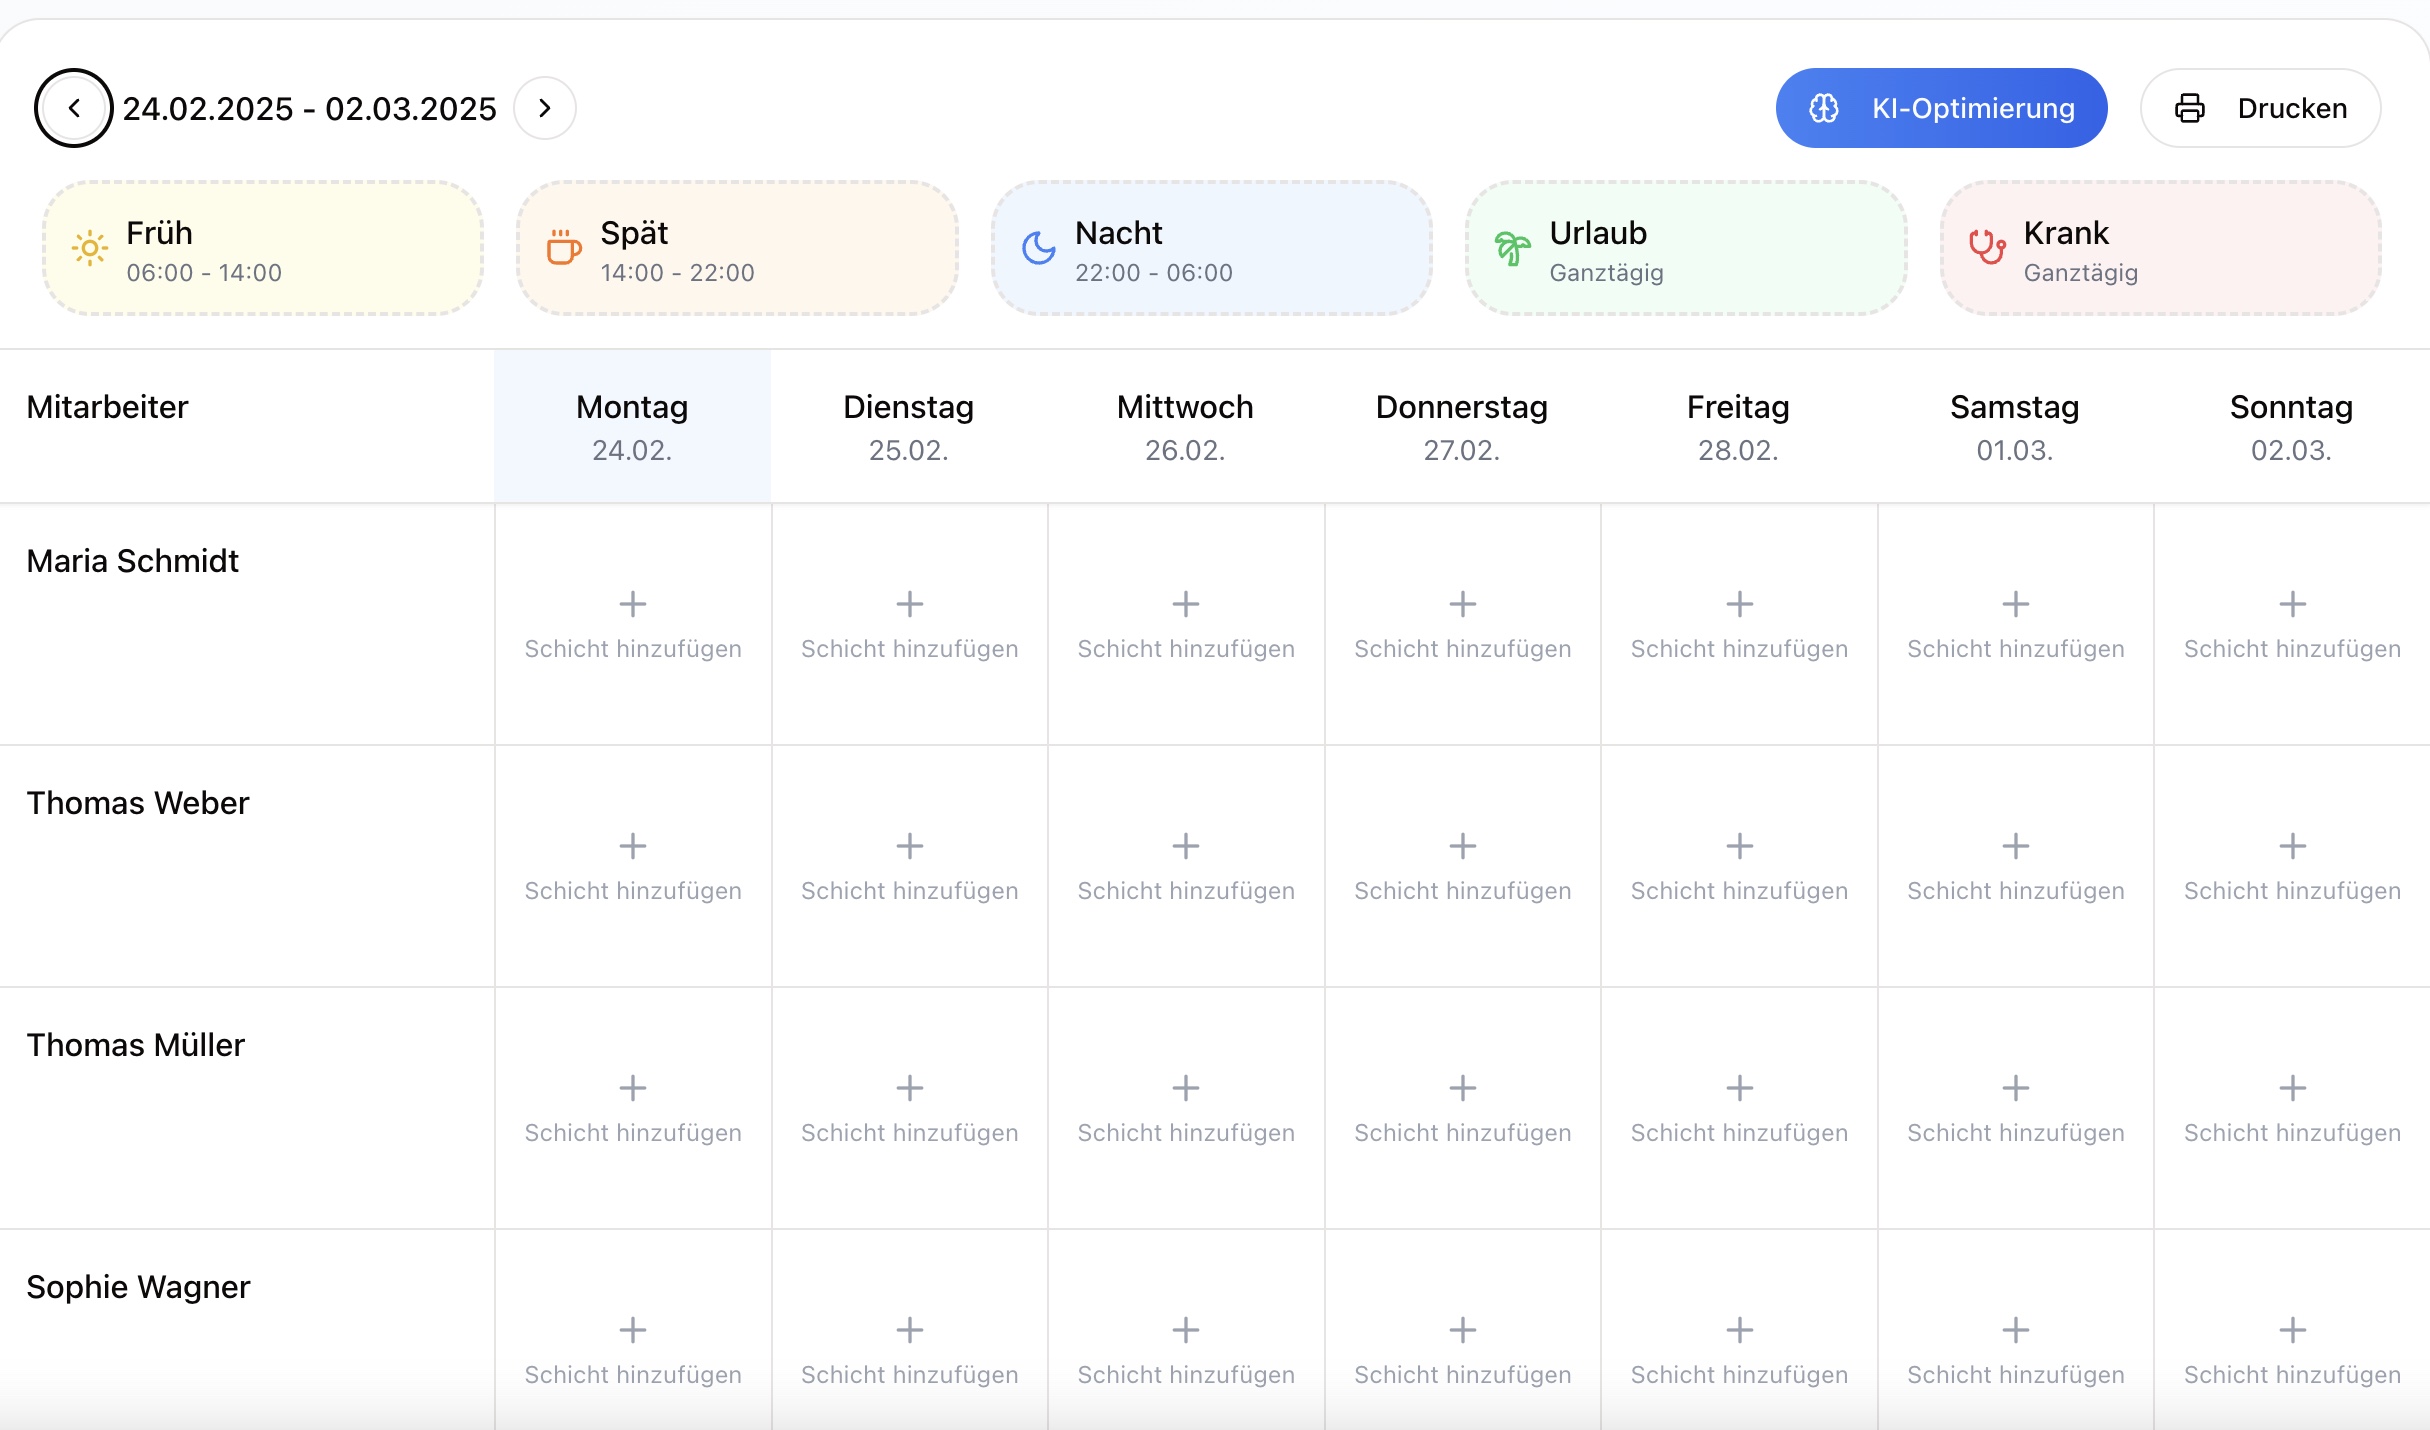 24.02.2025 - 02.03.2025
KI-Optimierung
Drucken
Früh
06:00 - 14:00
Spät
14:00 - 22:00
Nacht
22:00 - 06:00
Urlaub
Ganztägig
Krank
Ganztägig
Mitarbeiter
Montag
24.02.
Dienstag
25.02.
Mittwoch
26.02.
Donnerstag
27.02.
Freitag
28.02.
Samstag
01.03.
Sonntag
02.03.
Maria Schmidt
Schicht hinzufügen
Schicht hinzufügen
Schicht hinzufügen
Schicht hinzufügen
Schicht hinzufügen
Schicht hinzufügen
Schicht hinzufügen
Thomas Weber
Schicht hinzufügen
Schicht hinzufügen
Schicht hinzufügen
Schicht hinzufügen
Schicht hinzufügen
Schicht hinzufügen
Schicht hinzufügen
Thomas Müller
Schicht hinzufügen
Schicht hinzufügen
Schicht hinzufügen
Schicht hinzufügen
Schicht hinzufügen
Schicht hinzufügen
Schicht hinzufügen
Sophie Wagner
Schicht hinzufügen
Schicht hinzufügen
Schicht hinzufügen
Schicht hinzufügen
Schicht hinzufügen
Schicht hinzufügen
Schicht hinzufügen